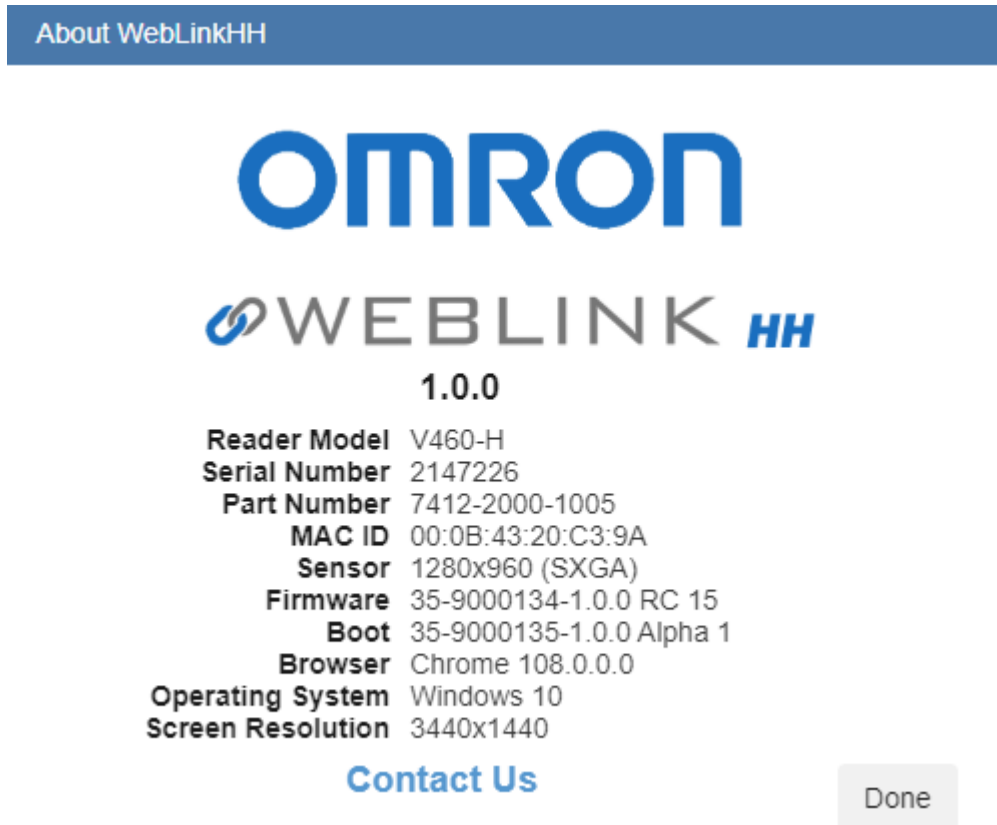 About WebLinkHH
OMRON
WEBLINK HH
1.0.0
Reader Model V460-H
Serial Number 2147226
Part Number 7412-2000-1005
MAC ID 00:0B:43:20:C3:9A
Sensor 1280x960 (SXGA)
Firmware 35-9000134-1.0.0 RC 15
Boot 35-9000135-1.0.0 Alpha 1
Browser Chrome 108.0.0.0
Operating System Windows 10
Screen Resolution 3440x1440
Contact Us
Done